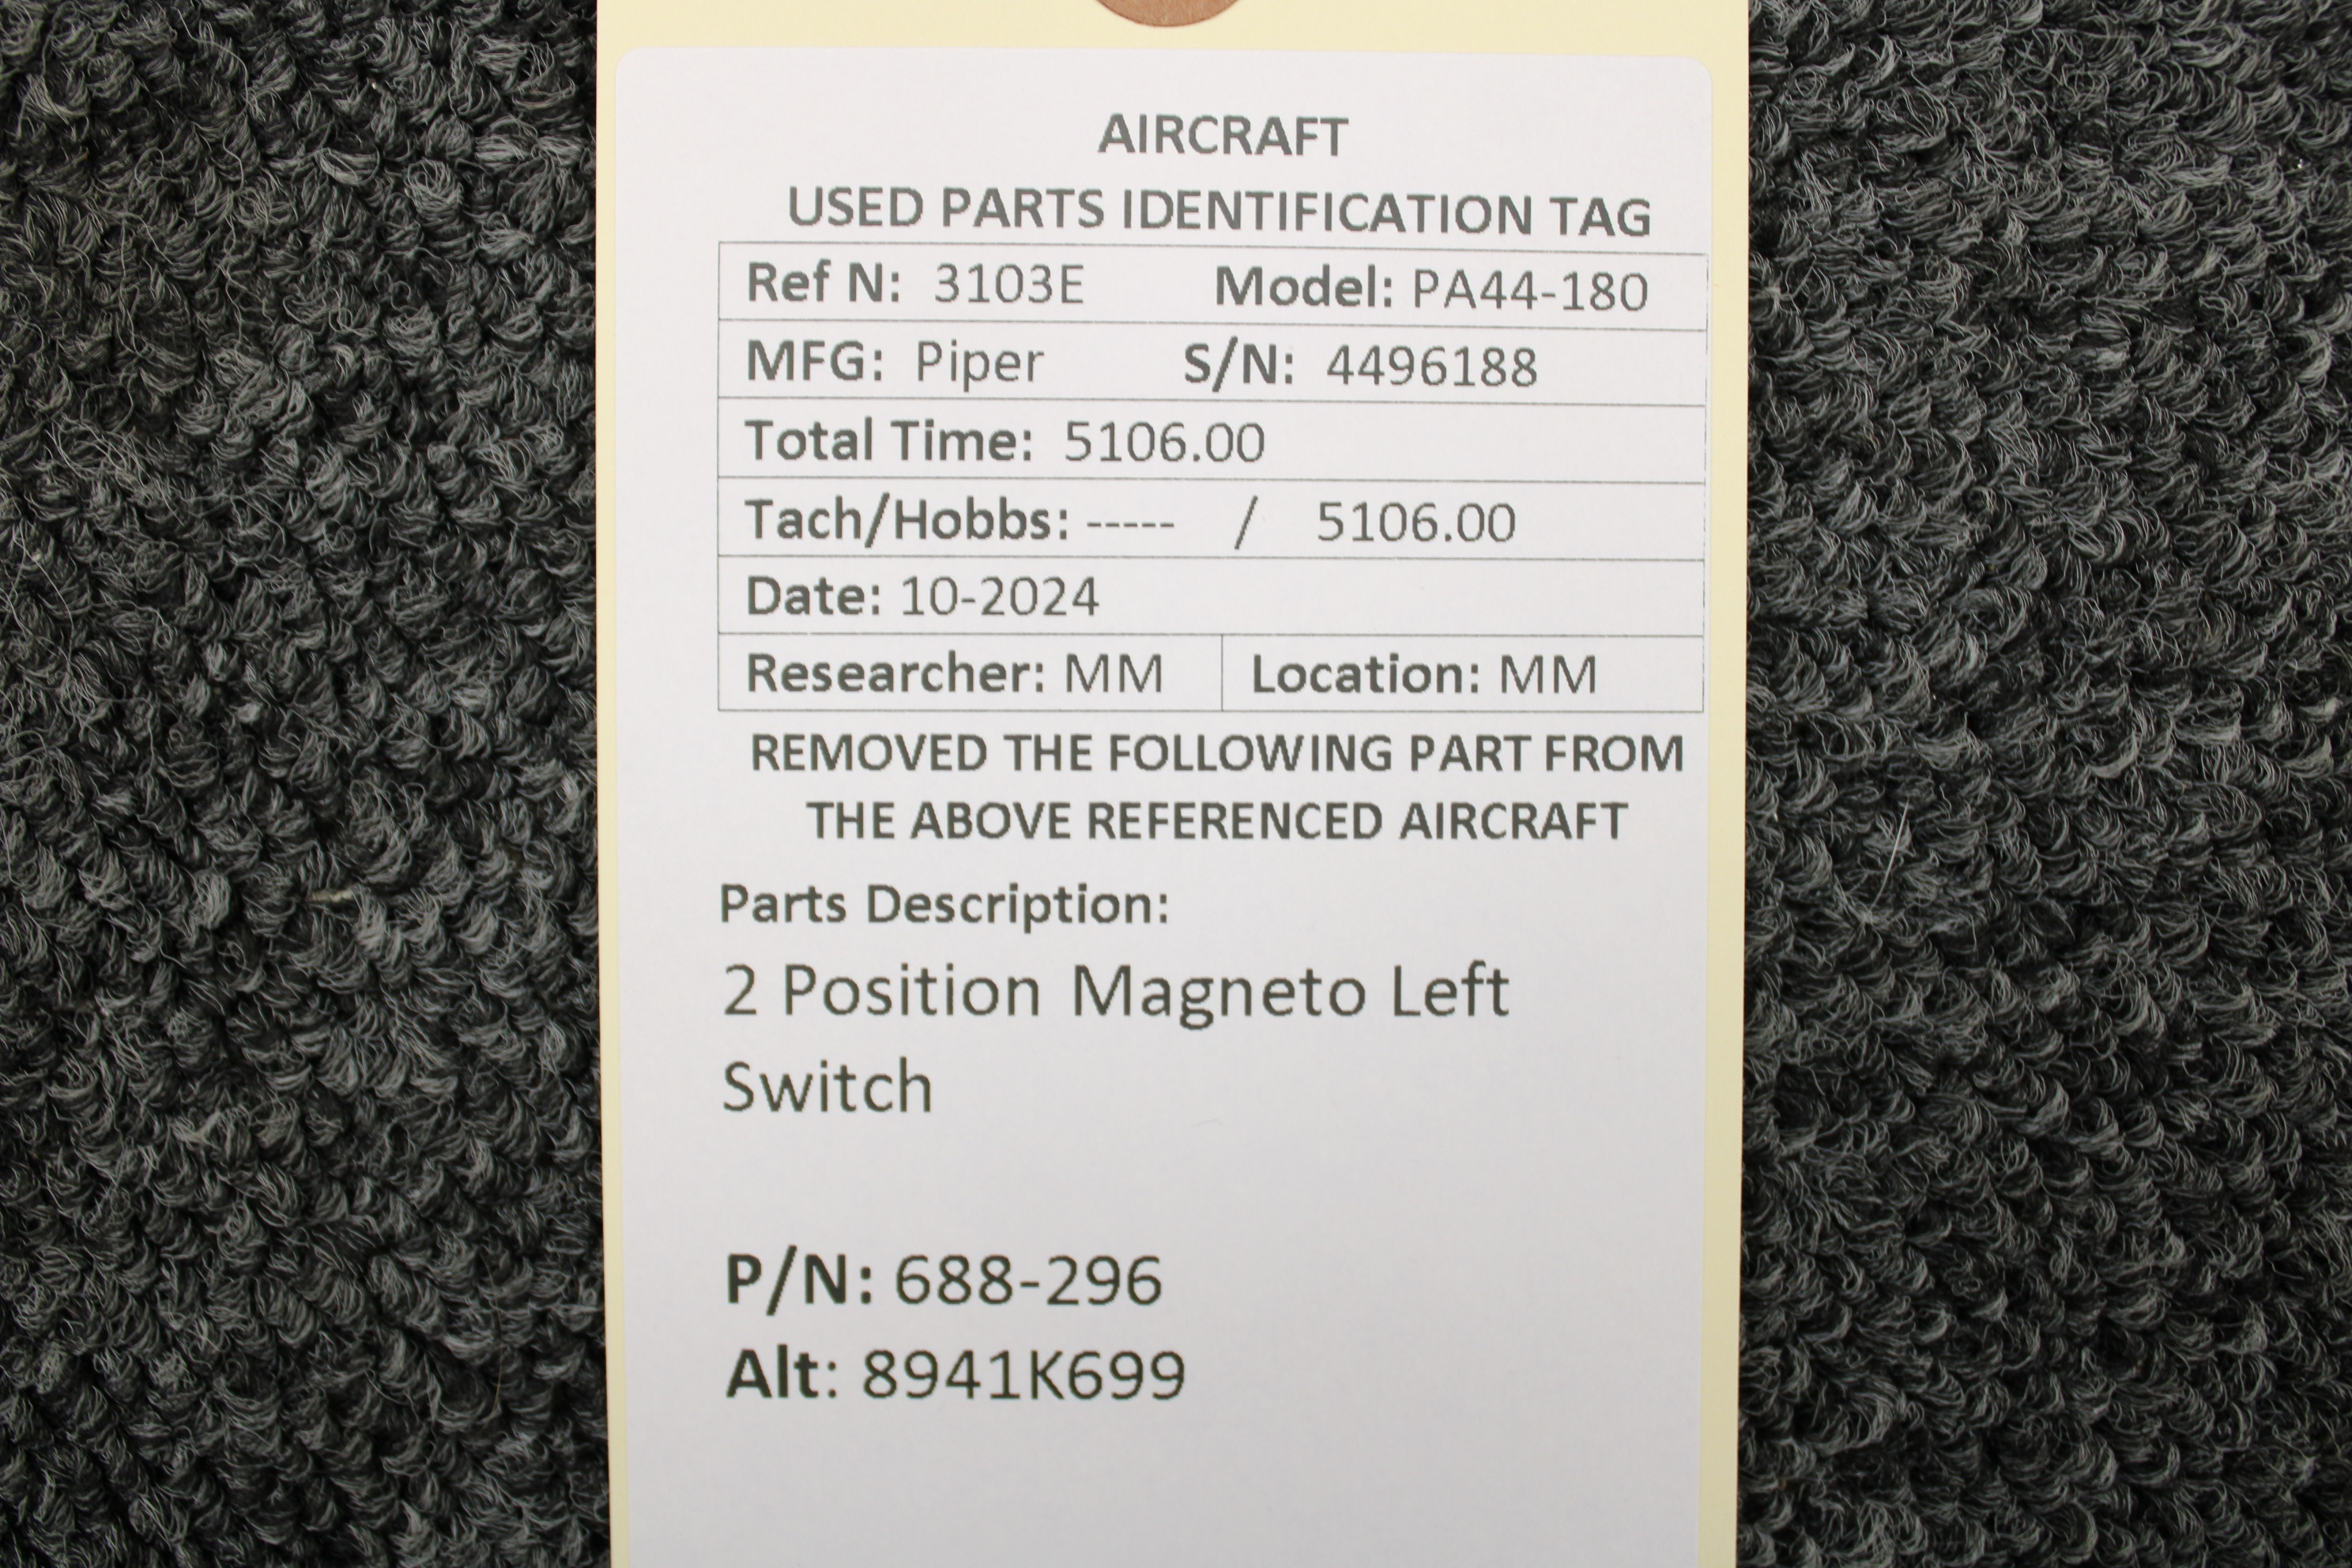 AIRCRAFT
USED PARTS IDENTIFICATION TAG
Ref N: 3103E Model: PA44-180
MFG: Piper S/N: 4496188
Total Time: 5106.00
Tach/Hobbs: ----- / 5106.00
Date: 10-2024
Researcher: MM Location: MM
REMOVED THE FOLLOWING PART FROM
THE ABOVE REFERENCED AIRCRAFT
Parts Description:
2 Position Magneto Left
Switch
P/N: 688-296
Alt: 8941K699